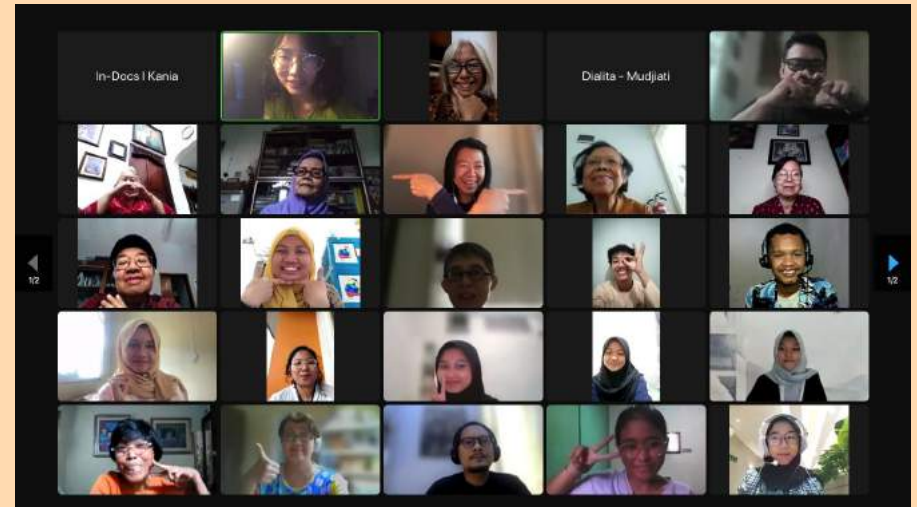 In-Docs | Kania
Dialita - Mudjiati
1/2
1/2